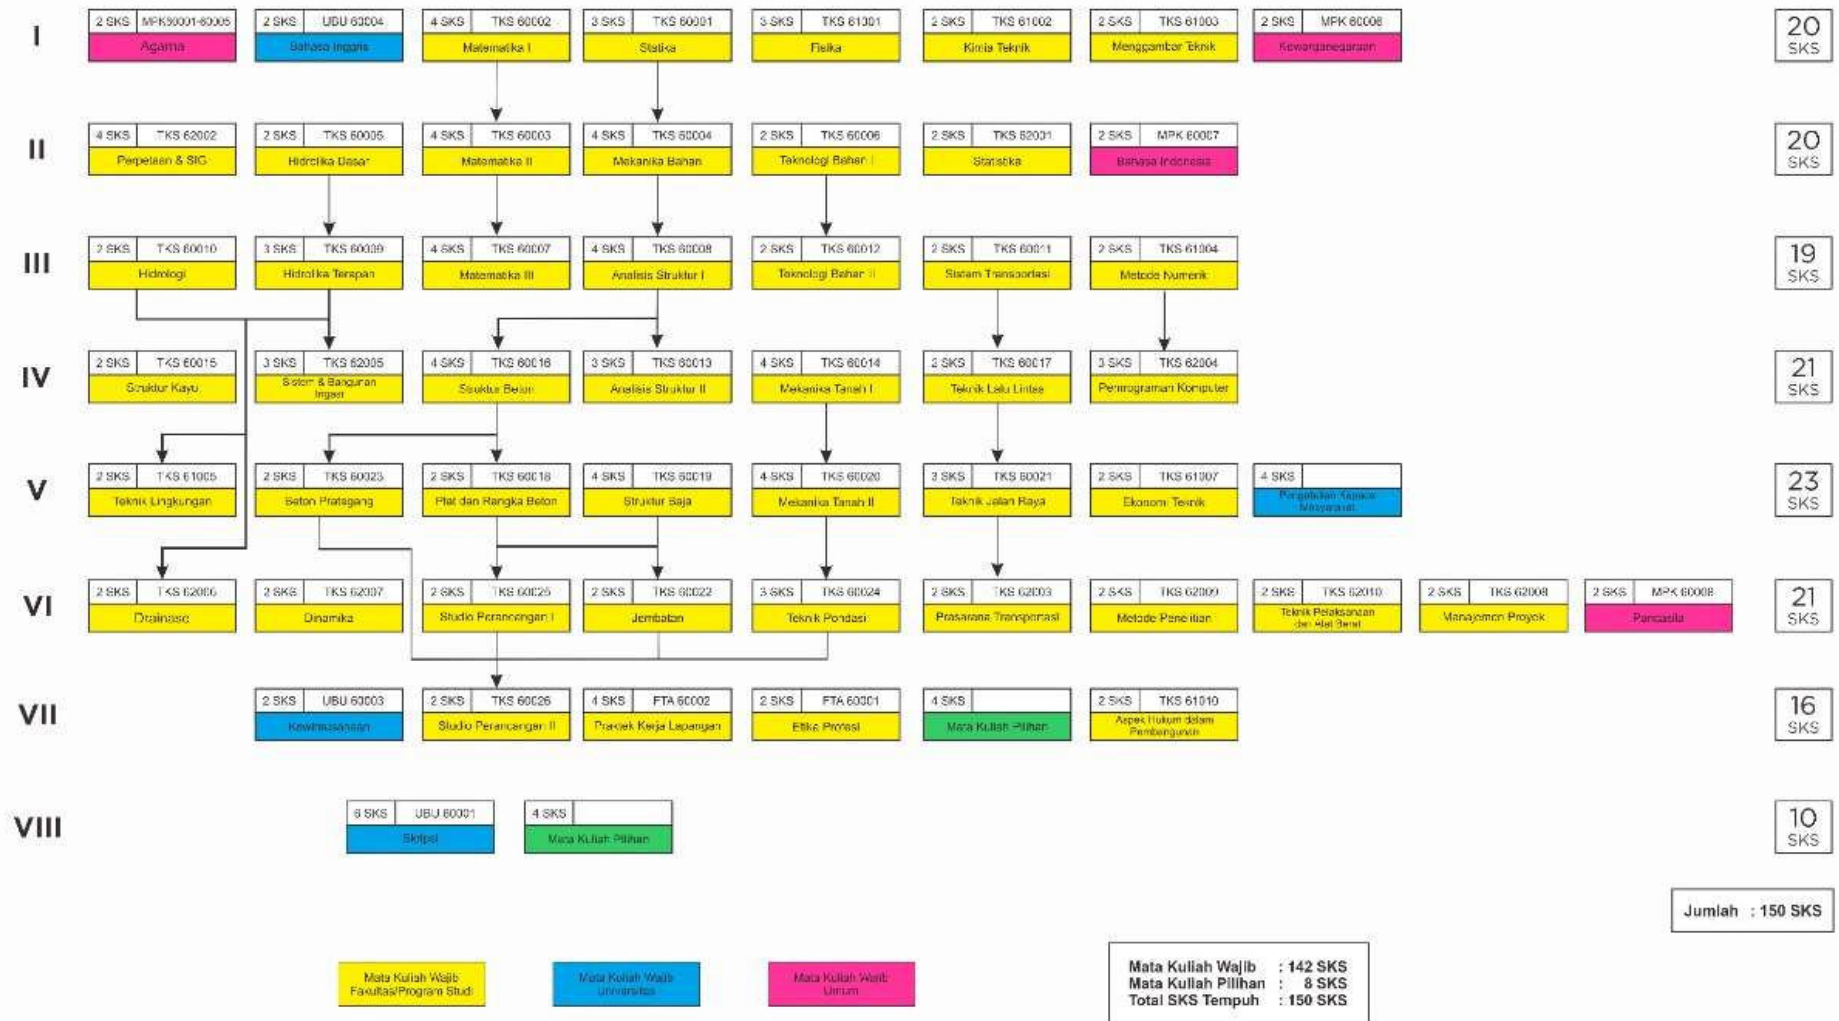 I
2 SKS MPK60001-60005
Agama
2 SKS UBU 60004
Bahasa Inggris
4 SKS TKS 60002
Matematika I
3 SKS TKS 60001
Statika
3 SKS TKS 61001
Fisika
2 SKS TKS 61002
Kimia Teknik
2 SKS TKS 61003
Menggambar Teknik
2 SKS MPK 60006
Kewarganegaraan
20
SKS
II
4 SKS TKS 62002
Perpetaan & SIG
2 SKS TKS 60005
Hidrolika Dasar
4 SKS TKS 60003
Matematika II
4 SKS TKS 60004
Mekanika Bahan
2 SKS TKS 60006
Teknologi Bahan I
2 SKS TKS 62001
Statistika
2 SKS MPK 60007
Bahasa Indonesia
20
SKS
III
2 SKS TKS 60010
Hidrologi
3 SKS TKS 60009
Hidrolika Terapan
4 SKS TKS 60007
Matematika III
4 SKS TKS 60008
Analisis Struktur I
2 SKS TKS 60012
Teknologi Bahan II
2 SKS TKS 60011
Sistem Transportasi
2 SKS TKS 61004
Metode Numerik
19
SKS
IV
2 SKS TKS 60015
Struktur Kayu
3 SKS TKS 62005
Sistem & Bangunan
Irigasi
4 SKS TKS 60016
Struktur Beton
3 SKS TKS 60013
Analisis Struktur II
4 SKS TKS 60014
Mekanika Tanah I
2 SKS TKS 60017
Teknik Lalu Lintas
3 SKS TKS 62004
Pemrograman Komputer
21
SKS
V
2 SKS TKS 61005
Teknik Lingkungan
2 SKS TKS 60023
Beton Prategang
2 SKS TKS 60018
Plat dan Rangka Beton
4 SKS TKS 60019
Struktur Baja
4 SKS TKS 60020
Mekanika Tanah II
3 SKS TKS 60021
Teknik Jalan Raya
2 SKS TKS 61007
Ekonomi Teknik
4 SKS
Pengabdian Kepada
Masyarakat
23
SKS
VI
2 SKS TKS 62006
Drainase
2 SKS TKS 62007
Dinamika
2 SKS TKS 60025
Studio Perancangan I
2 SKS TKS 60022
Jembatan
3 SKS TKS 60024
Teknik Pondasi
2 SKS TKS 62003
Prasarana Transportasi
2 SKS TKS 62009
Metode Penelitian
2 SKS TKS 62010
Teknik Pelaksanaan
dan Alat Berat
2 SKS TKS 62008
Manajemen Proyek
2 SKS MPK 60008
Pancasila
21
SKS
VII
2 SKS UBU 60003
Kewirausahaan
2 SKS TKS 60026
Studio Perancangan II
4 SKS FTA 60002
Praktek Kerja Lapangan
2 SKS FTA 60001
Etika Profesi
4 SKS
Mata Kuliah Pilihan
2 SKS TKS 61010
Aspek Hukum dalam
Pembangunan
16
SKS
VIII
6 SKS UBU 60001
Skripsi
4 SKS
Mata Kuliah Pilihan
10
SKS
Jumlah : 150 SKS
Mata Kuliah Wajib
Fakultas/Program Studi
Mata Kuliah Wajib
Universitas
Mata Kuliah Wajib
Umum
Mata Kuliah Wajib : 142 SKS
Mata Kuliah Pilihan : 8 SKS
Total SKS Tempuh : 150 SKS